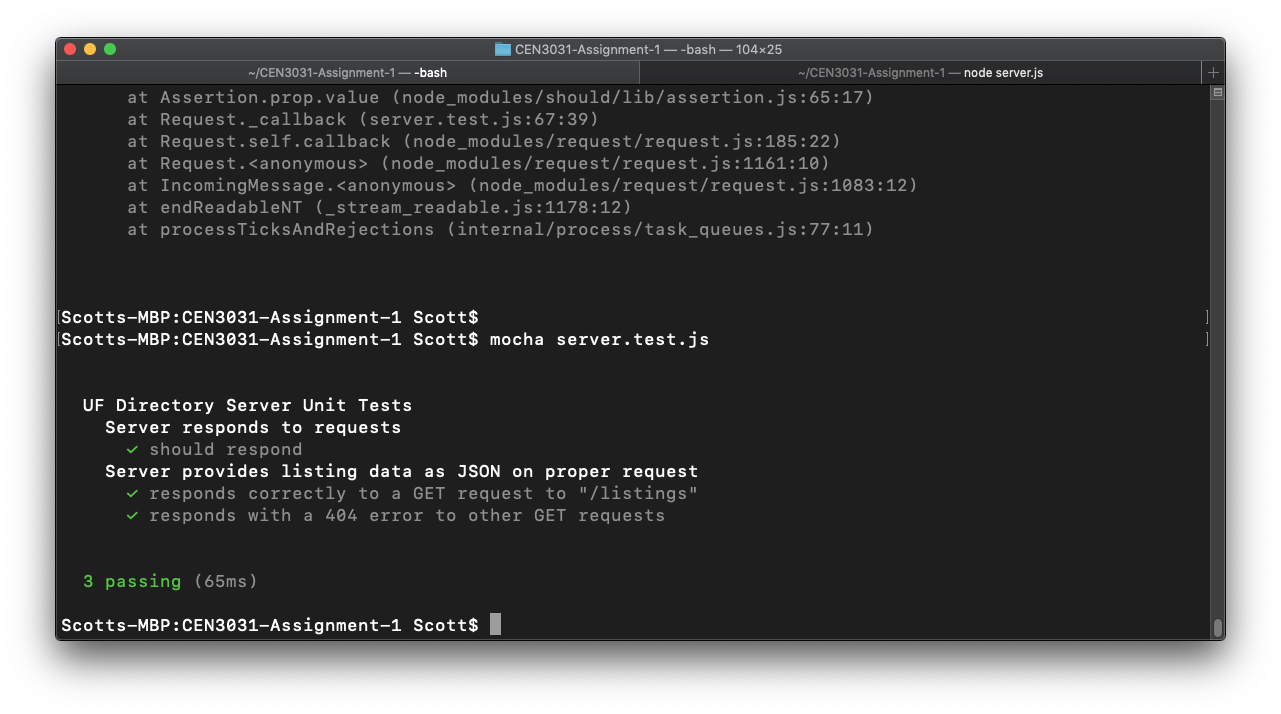 CEN3031-Assignment-1 — -bash — 104×25
~/CEN3031-Assignment-1 — -bash
~/CEN3031-Assignment-1 — node server.js
at Assertion.prop.value (node_modules/should/lib/assertion.js:65:17)
at Request._callback (server.test.js:67:39)
at Request.self.callback (node_modules/request/request.js:185:22)
at Request.<anonymous> (node_modules/request/request.js:1161:10)
at IncomingMessage.<anonymous> (node_modules/request/request.js:1083:12)
at endReadableNT (_stream_readable.js:1178:12)
at processTicksAndRejections (internal/process/task_queues.js:77:11)
[Scotts-MBP:CEN3031-Assignment-1 Scott$ ]
[Scotts-MBP:CEN3031-Assignment-1 Scott$ mocha server.test.js ]
UF Directory Server Unit Tests
Server responds to requests
✓ should respond
Server provides listing data as JSON on proper request
✓ responds correctly to a GET request to "/listings"
✓ responds with a 404 error to other GET requests
3 passing (65ms)
Scotts-MBP:CEN3031-Assignment-1 Scott$